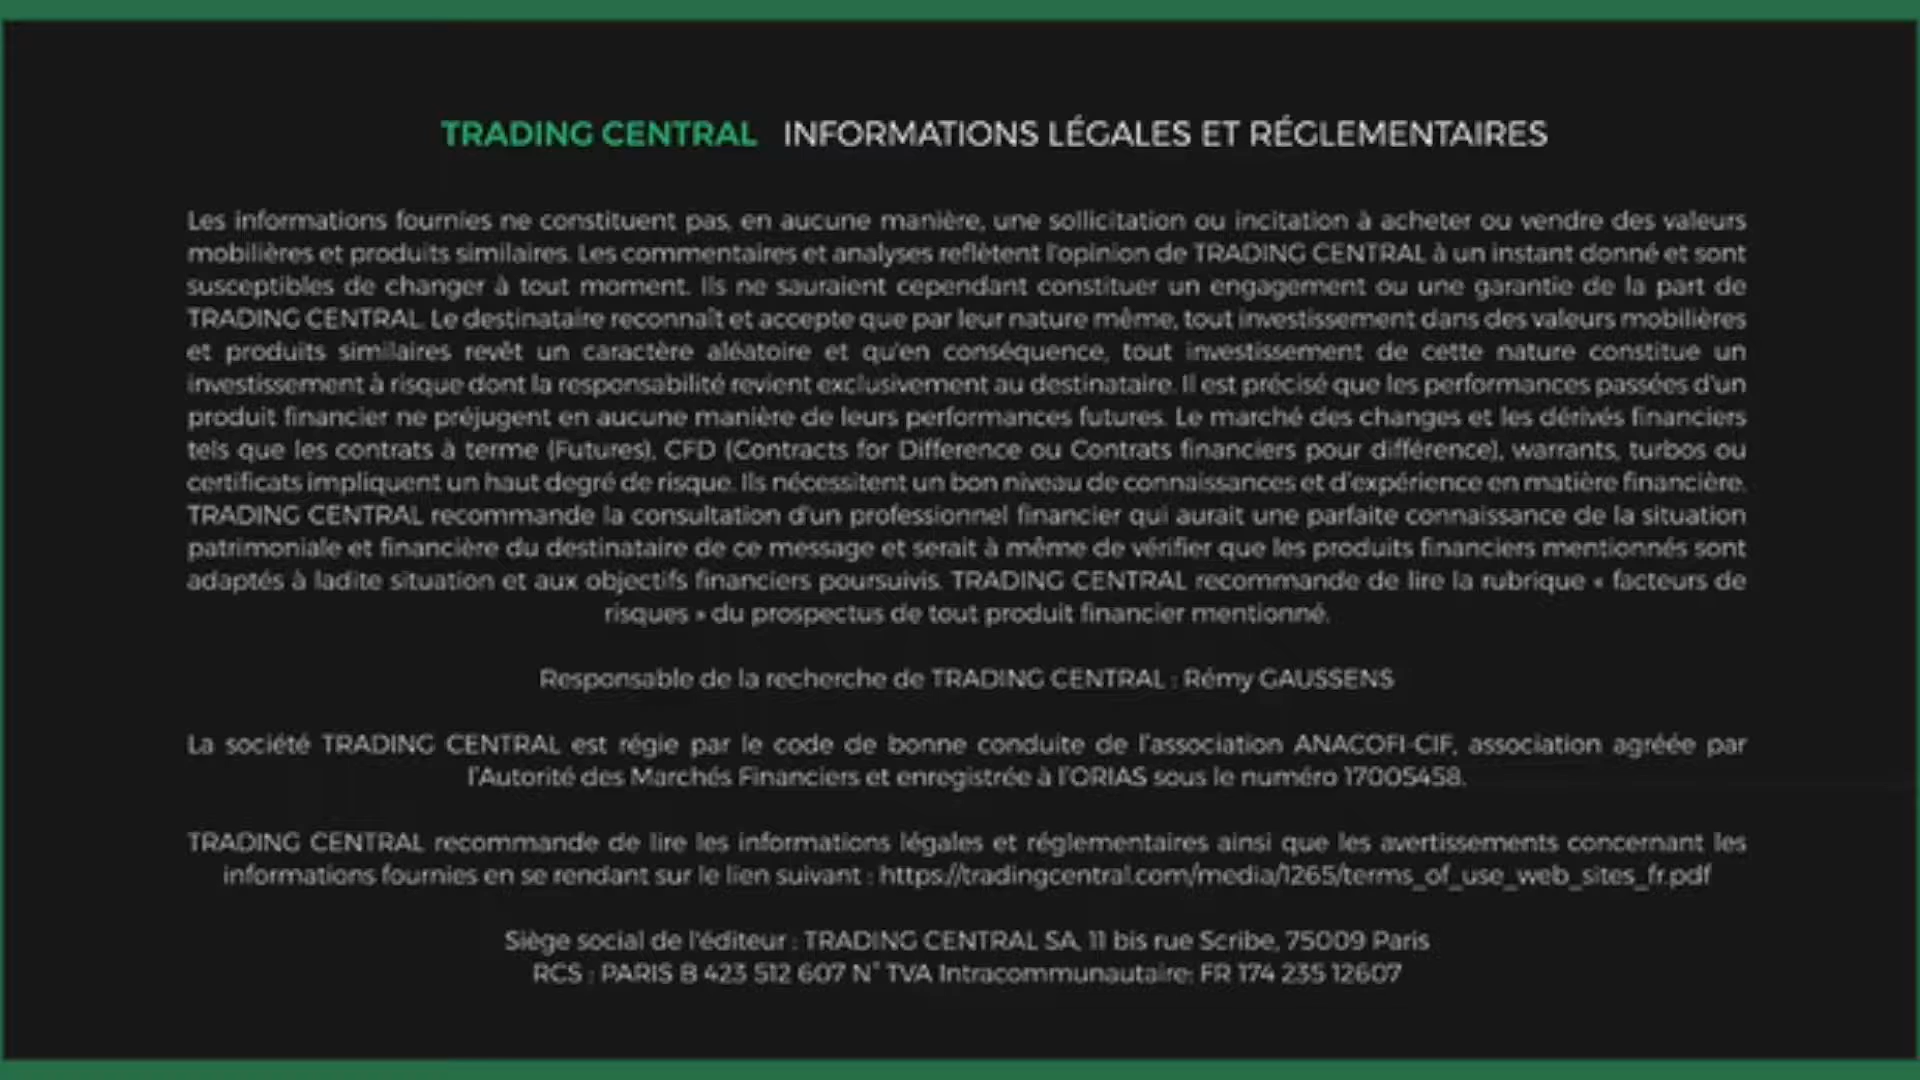 TRADING CENTRAL INFORMATIONS LÉGALES ET RÉGLEMENTAIRES
Les informations fournies ne constituent pas, en aucune manière, une sollicitation ou incitation à acheter ou vendre des valeurs
mobilières et produits similaires. Les commentaires et analyses reflètent l'opinion de TRADING CENTRAL à un instant donné et sont
susceptibles de changer à tout moment. Ils ne sauraient cependant constituer un engagement ou une garantie de la part de
TRADING CENTRAL. Le destinataire reconnaît et accepte que par leur nature même, tout investissement dans des valeurs mobilières
et produits similaires revêt un caractère aléatoire et qu'en conséquence, tout investissement de cette nature constitue un
investissement à risque dont la responsabilité revient exclusivement au destinataire. Il est précisé que les performances passées d'un
produit financier ne préjugent en aucune manière de leurs performances futures. Le marché des changes et les dérivés financiers
tels que les contrats à terme (Futures), CFD (Contracts for Difference ou Contrats financiers pour différence), warrants, turbos ou
certificats impliquent un haut degré de risque. Ils nécessitent un bon niveau de connaissances et d'expérience en matière financière.
TRADING CENTRAL recommande la consultation d'un professionnel financier qui aurait une parfaite connaissance de la situation
patrimoniale et financière du destinataire de ce message et serait à même de vérifier que les produits financiers mentionnés sont
adaptés à ladite situation et aux objectifs financiers poursuivis. TRADING CENTRAL recommande de lire la rubrique « facteurs de
risques » du prospectus de tout produit financier mentionné.
Responsable de la recherche de TRADING CENTRAL : Rémy GAUSSENS
La société TRADING CENTRAL est régie par le code de bonne conduite de l'association ANACOFI-CIF, association agréée par
l'Autorité des Marchés Financiers et enregistrée à l'ORIAS sous le numéro 17005458.
TRADING CENTRAL recommande de lire les informations légales et réglementaires ainsi que les avertissements concernant les
informations fournies en se rendant sur le lien suivant : https://tradingcentral.com/media/1265/terms_of_use_web_sites_fr.pdf
Siège social de l'éditeur : TRADING CENTRAL SA, 11 bis rue Scribe, 75009 Paris
RCS : PARIS B 423 512 607 N° TVA Intracommunautaire: FR 174 235 12607